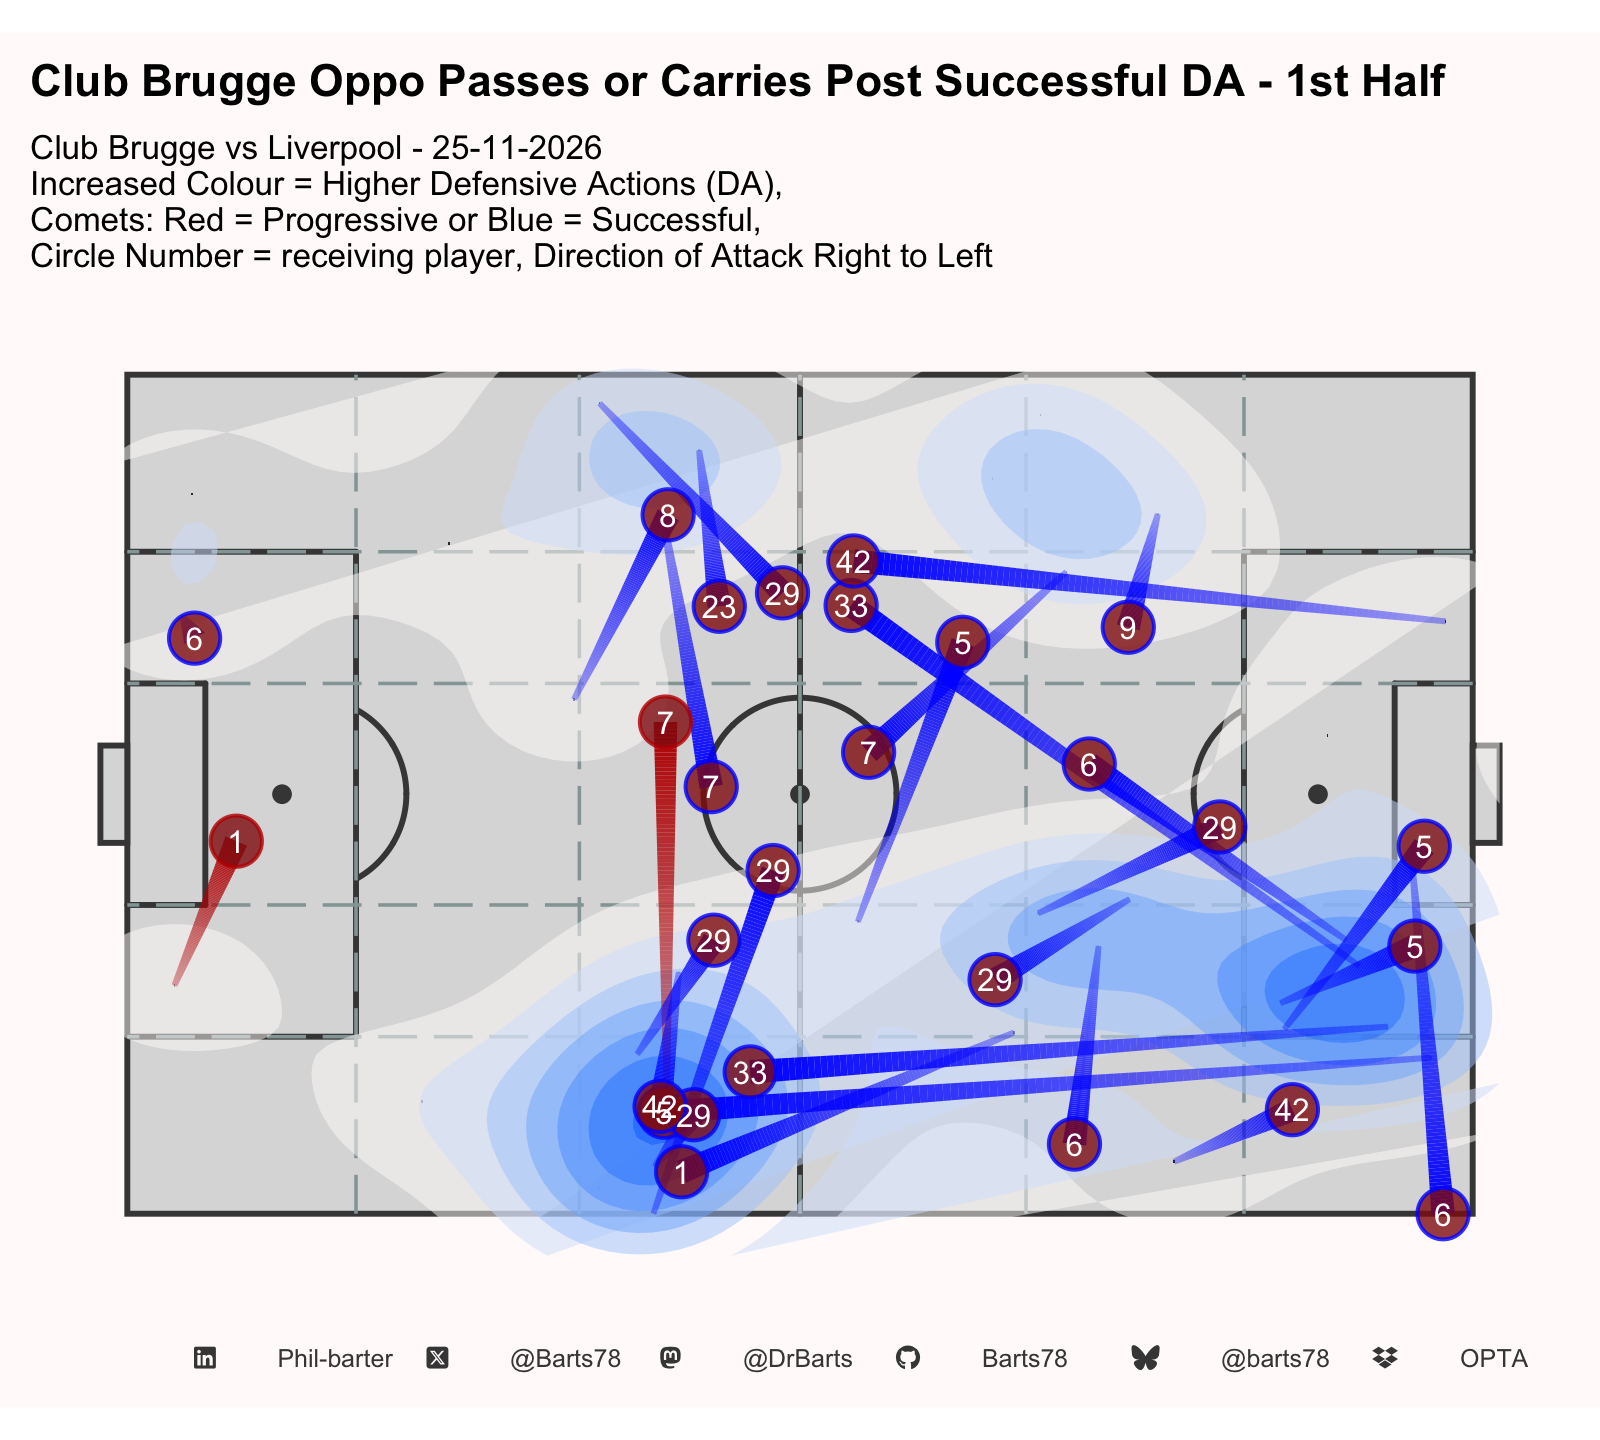 Club Brugge Oppo Passes or Carries Post Successful DA - 1st Half
Club Brugge vs Liverpool - 25-11-2026
Increased Colour = Higher Defensive Actions (DA),
Comets: Red = Progressive or Blue = Successful,
Circle Number = receiving player, Direction of Attack Right to Left
8
42
23
29
33
9
6
5
7
7
7
6
29
1
5
29
29
5
29
33
42
5
29
42
6
1
6
Phil-barter
@Barts78
@DrBarts
Barts78
@barts78
OPTA